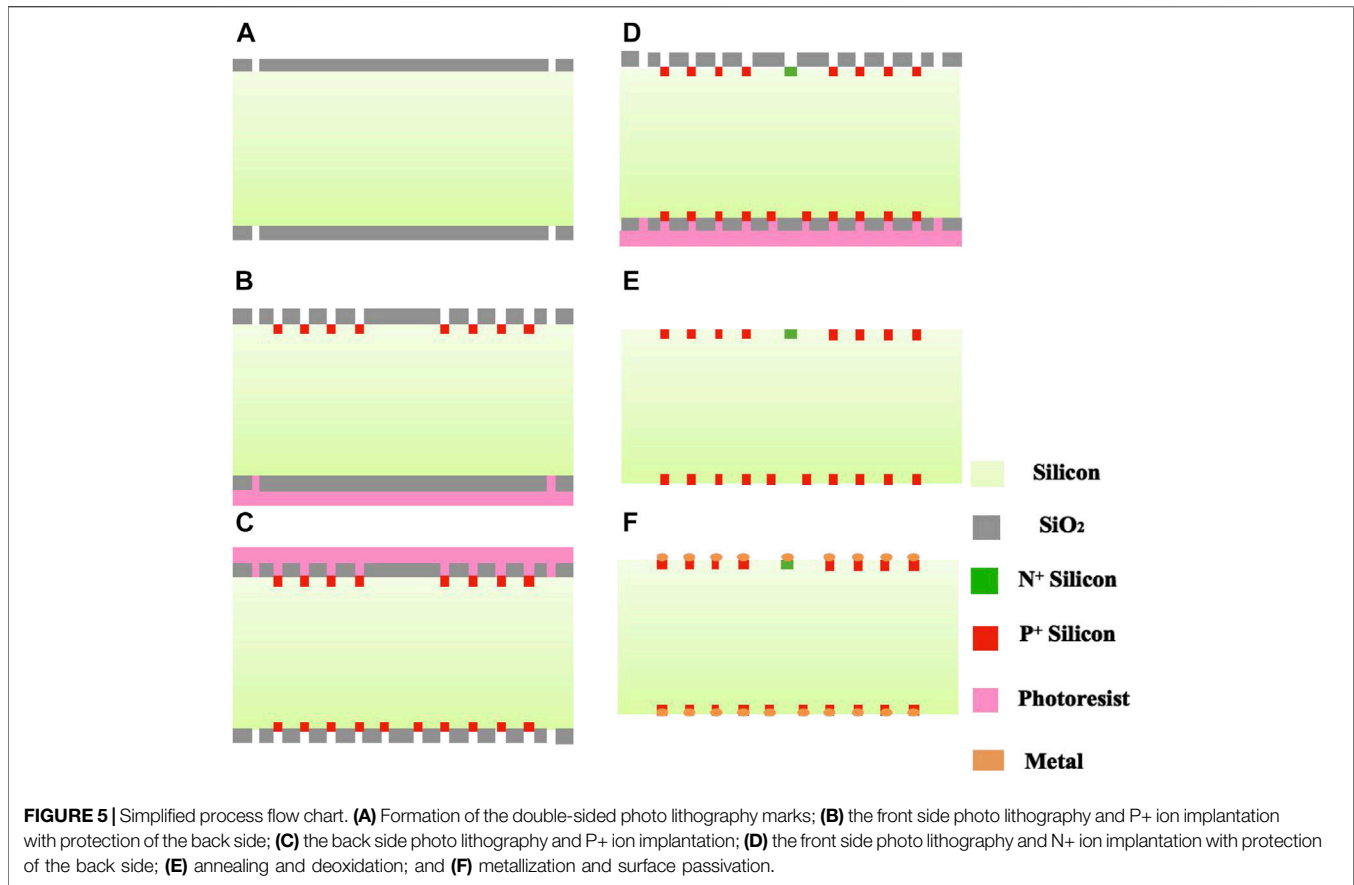 A
D
B
E
C
F
Silicon
SiO₂
N⁺ Silicon
P⁺ Silicon
Photoresist
Metal
FIGURE 5 | Simplified process flow chart. (A) Formation of the double-sided photo lithography marks; (B) the front side photo lithography and P+ ion implantation
with protection of the back side; (C) the back side photo lithography and P+ ion implantation; (D) the front side photo lithography and N+ ion implantation with protection
of the back side; (E) annealing and deoxidation; and (F) metallization and surface passivation.